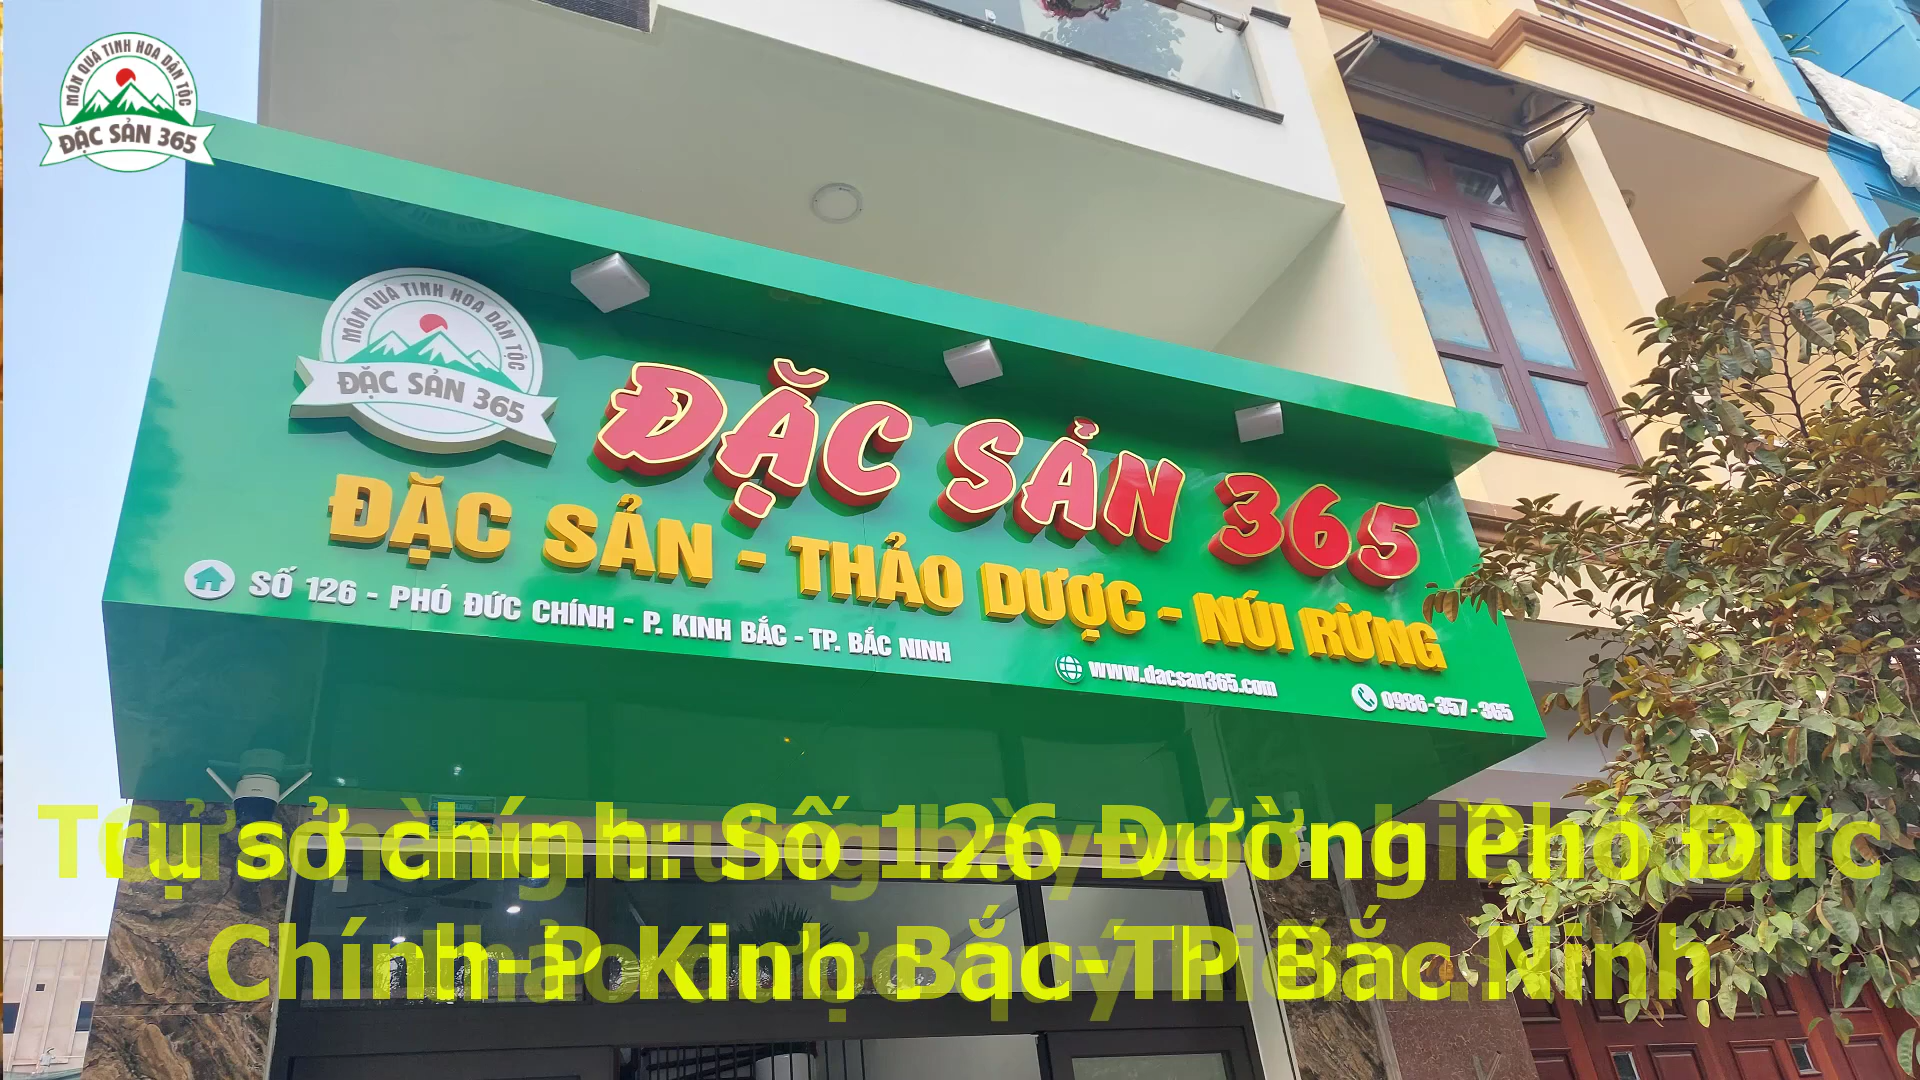 MÓN QUÀ TINH HOA DÂN TỘC
ĐẶC SẢN 365
MÓN QUÀ TINH HOA DÂN TỘC
ĐẶC SẢN 365
ĐẶC SẢN 365
ĐẶC SẢN - THẢO DƯỢC - NÚI RỪNG
SỐ 126 - PHÓ ĐỨC CHÍNH - P. KINH BẮC - TP. BẮC NINH
www.dacsan365.com
0986-357-365
Trụ sở chính: Số 126 Đường Phó Đức
Chính-P Kinh Bắc-TP Bắc Ninh